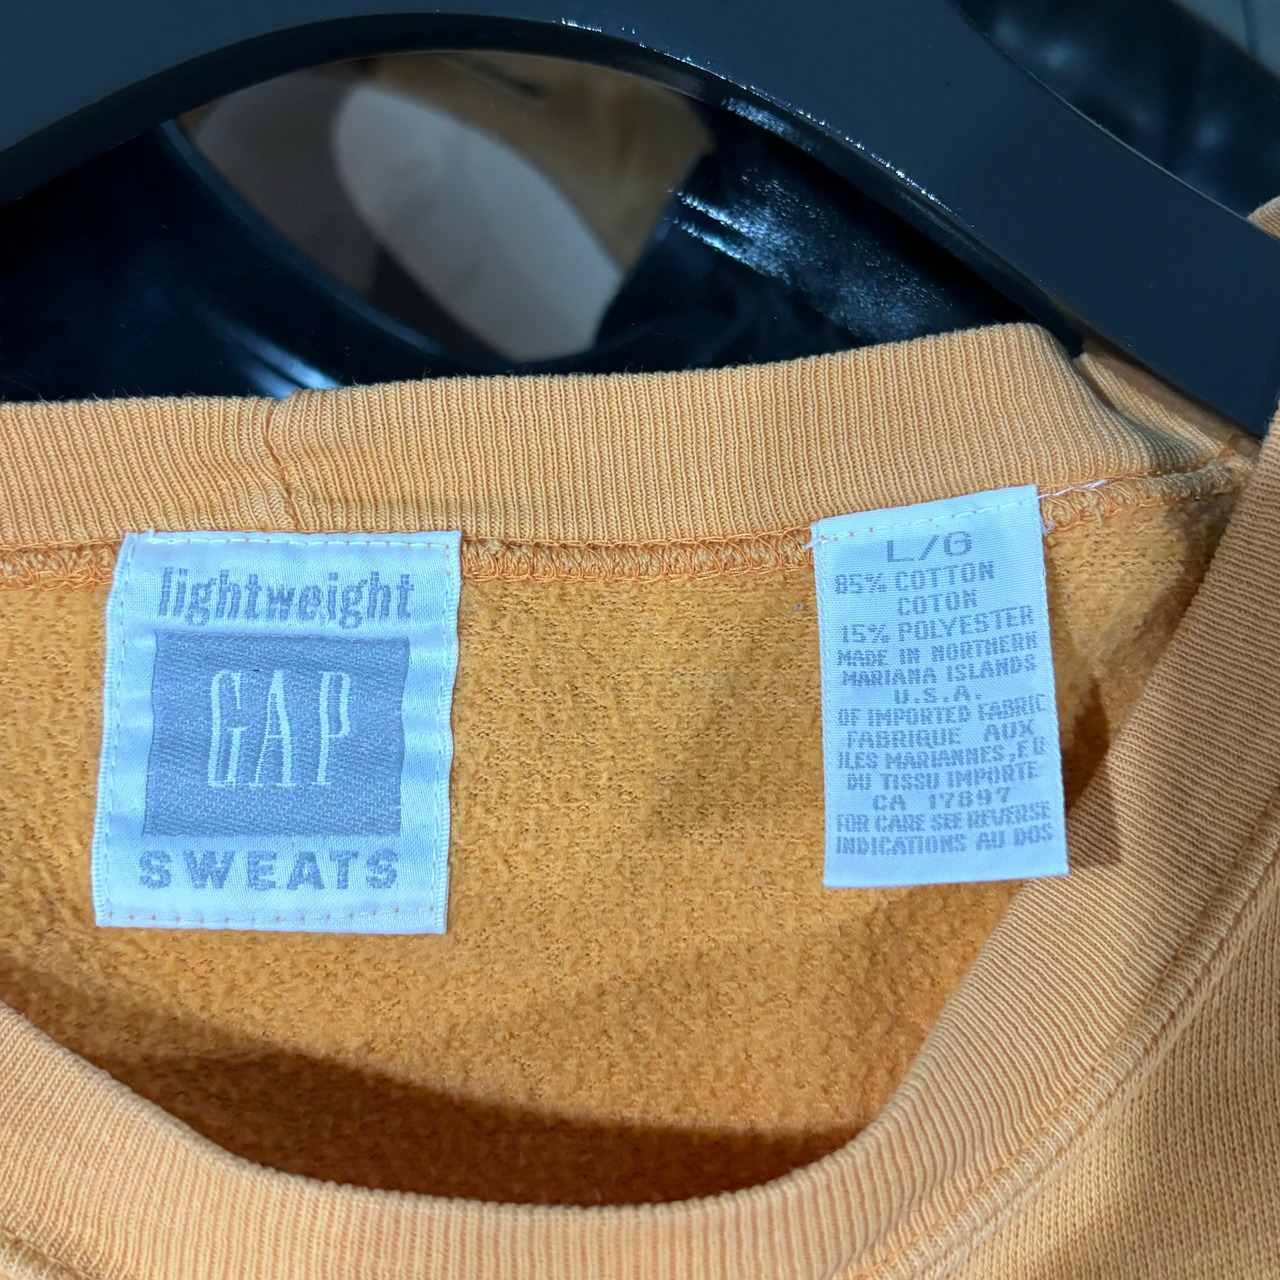 lightweight
GAP
SWEATS
L/G
85% COTTON
COTON
15% POLYESTER
MADE IN NORTHERN
MARIANA ISLANDS
U.S.A.
OF IMPORTED FABRIC
FABRIQUE AUX
ILES MARIANNES, EU
DU TISSU IMPORTE
CA 17897
FOR CARE SEE REVERSE
INDICATIONS AU DOS